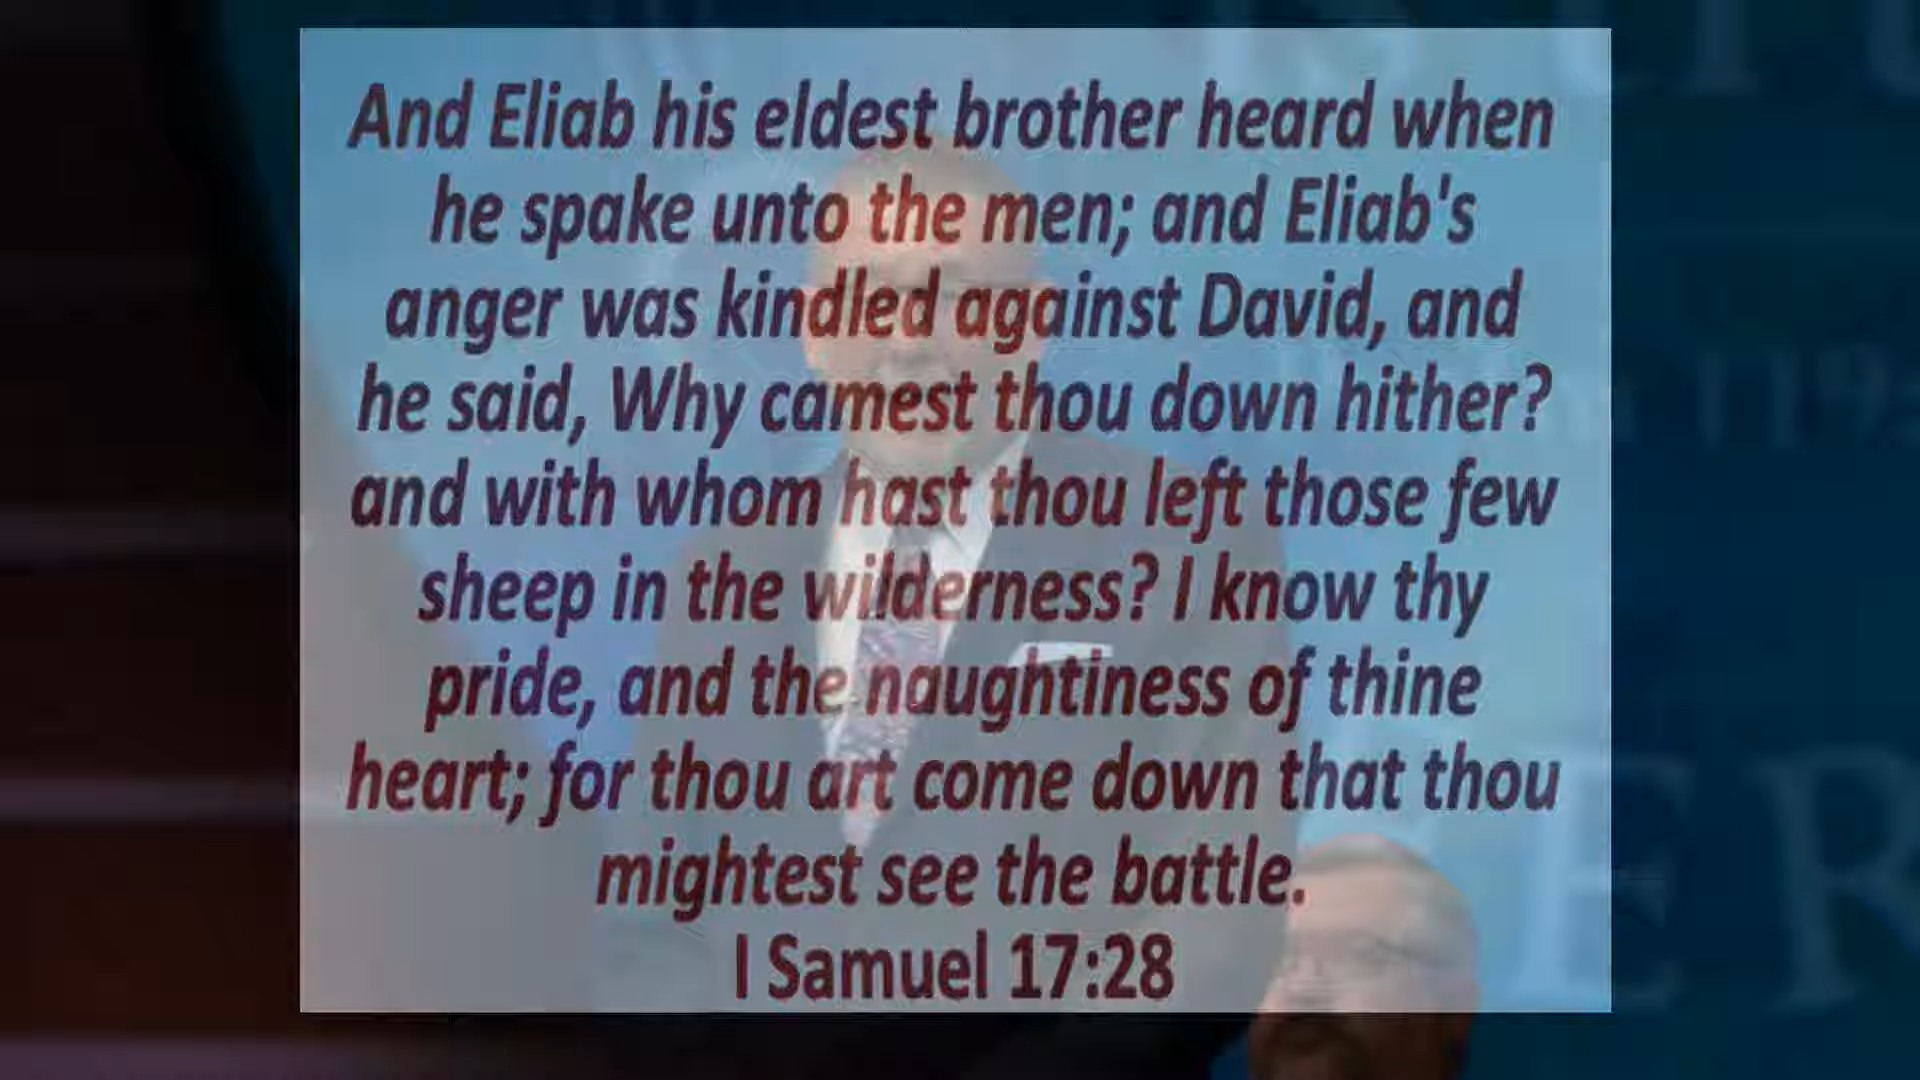 And Eliab his eldest brother heard when
he spake unto the men; and Eliab's
anger was kindled against David, and
he said, Why camest thou down hither?
and with whom hast thou left those few
sheep in the wilderness? I know thy
pride, and the naughtiness of thine
heart; for thou art come down that thou
mightest see the battle.
I Samuel 17:28